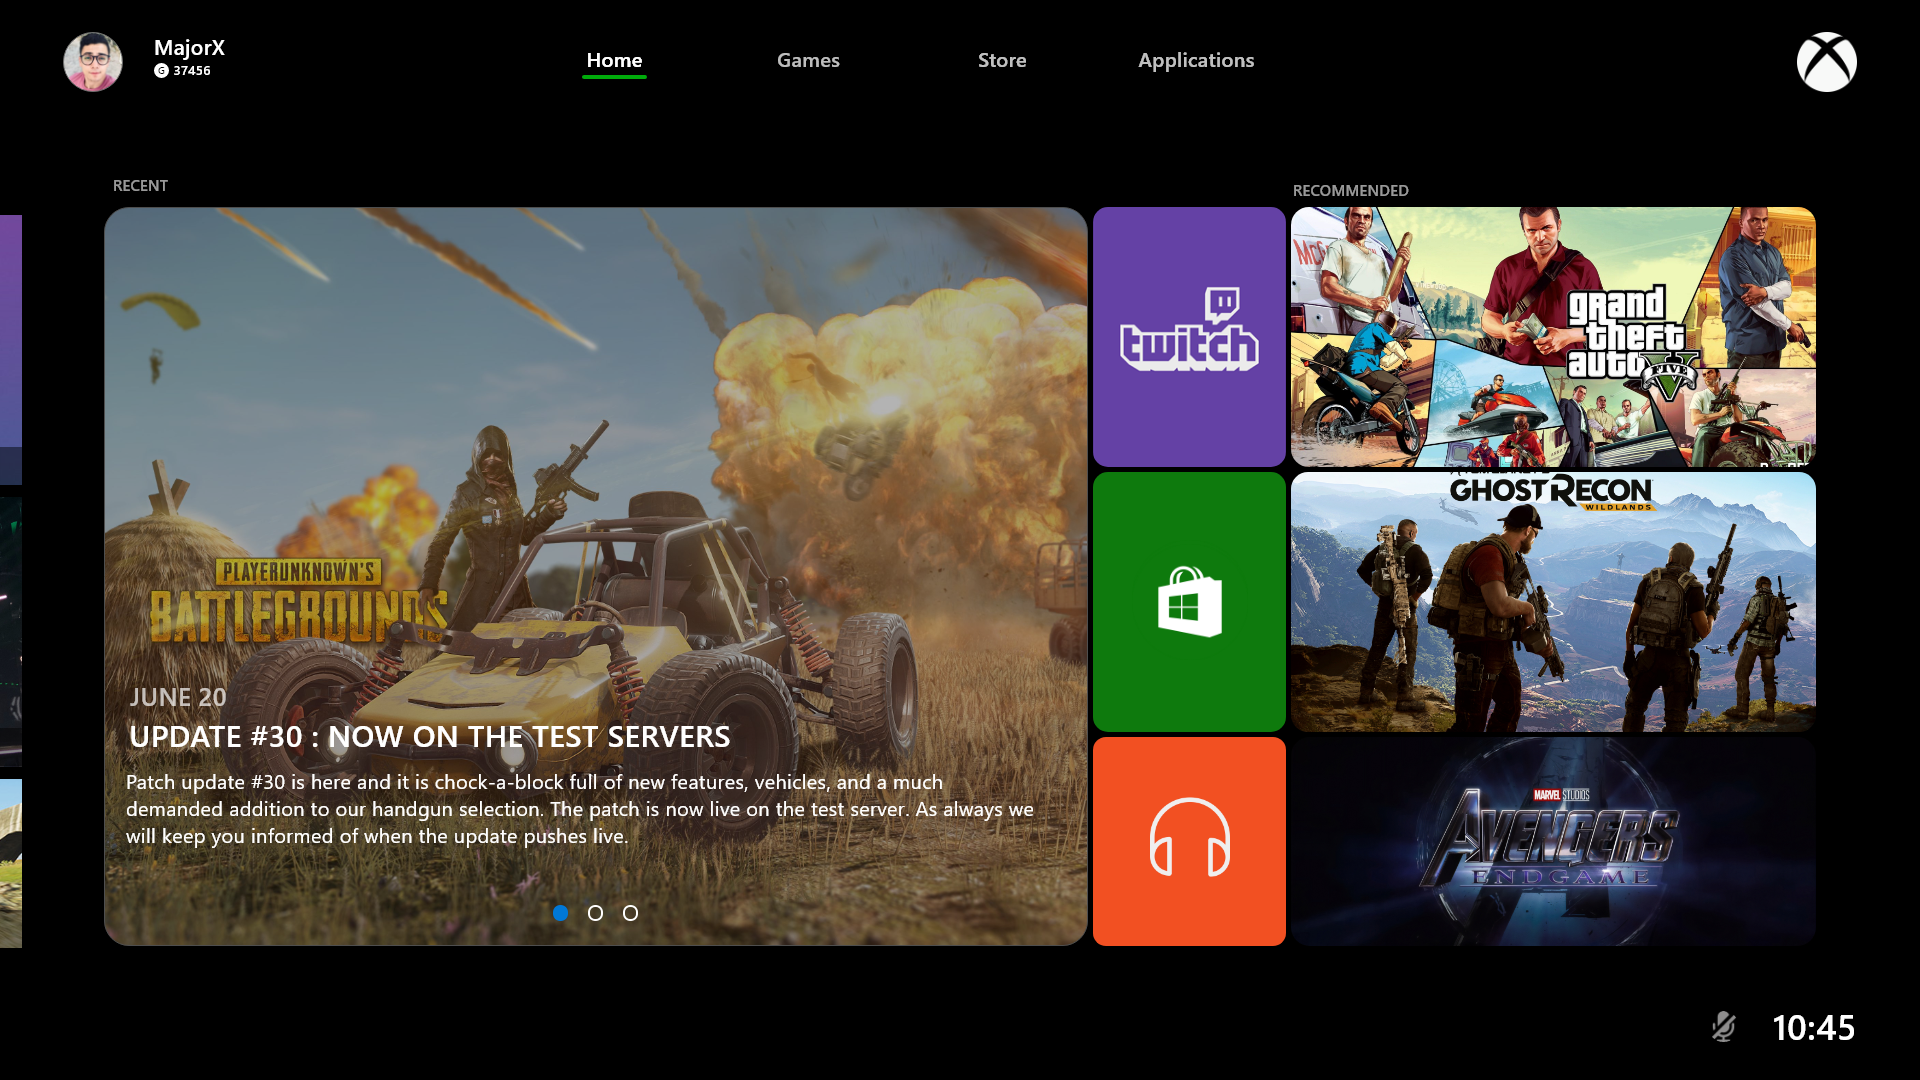 MajorX
G 37456
Home
Games
Store
Applications
RECENT
RECOMMENDED
PLAYERUNKNOWN'S
BATTLEGROUNDS
JUNE 20
UPDATE #30 : NOW ON THE TEST SERVERS
Patch update #30 is here and it is chock-a-block full of new features, vehicles, and a much
demanded addition to our handgun selection. The patch is now live on the test server. As always we
will keep you informed of when the update pushes live.
twitch
grand
theft
auto
V
FIVE
GHOST RECON
WILDLANDS
MARVEL STUDIOS
AVENGERS
ENDGAME
10:45